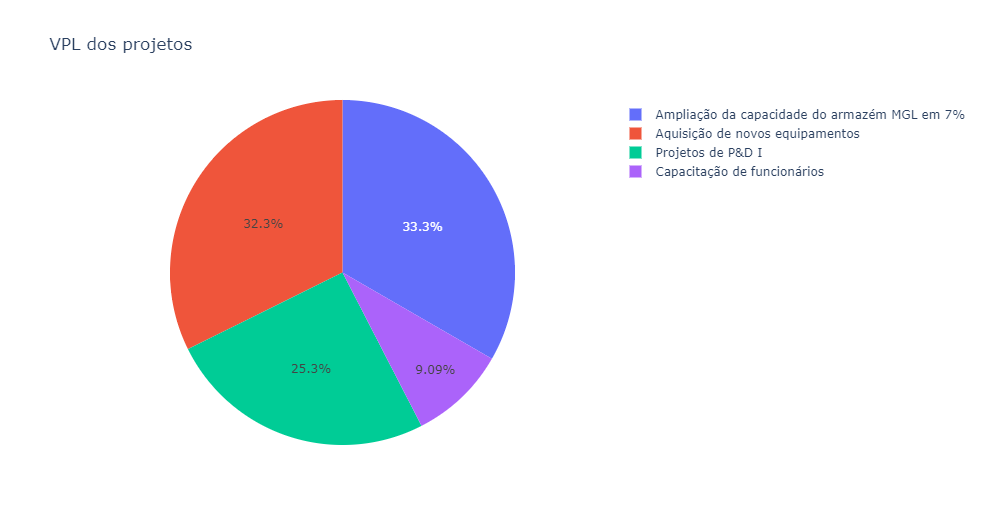 VPL dos projetos
Ampliação da capacidade do armazém MGL em 7%
Aquisição de novos equipamentos
Projetos de P&D I
Capacitação de funcionários
32.3%
33.3%
25.3%
9.09%